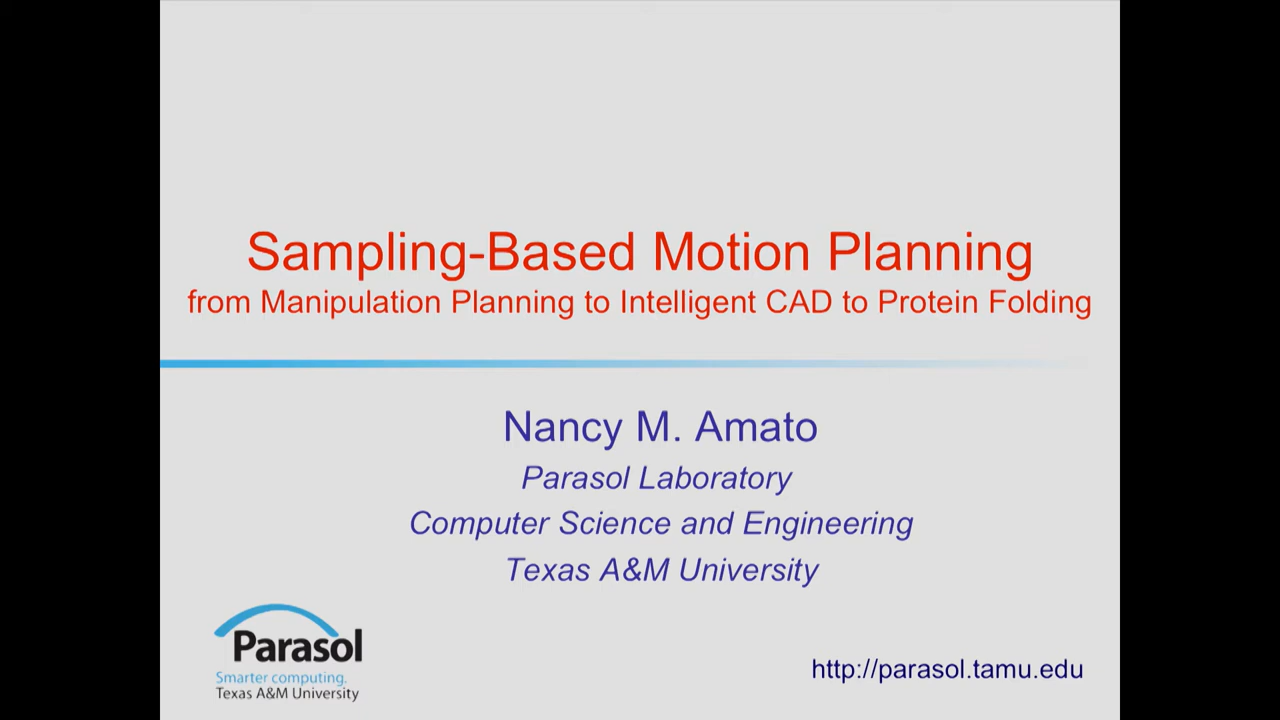 Sampling-Based Motion Planning
from Manipulation Planning to Intelligent CAD to Protein Folding
Nancy M. Amato
Parasol Laboratory
Computer Science and Engineering
Texas A&M University
Parasol
Smarter computing.
Texas A&M University
http://parasol.tamu.edu